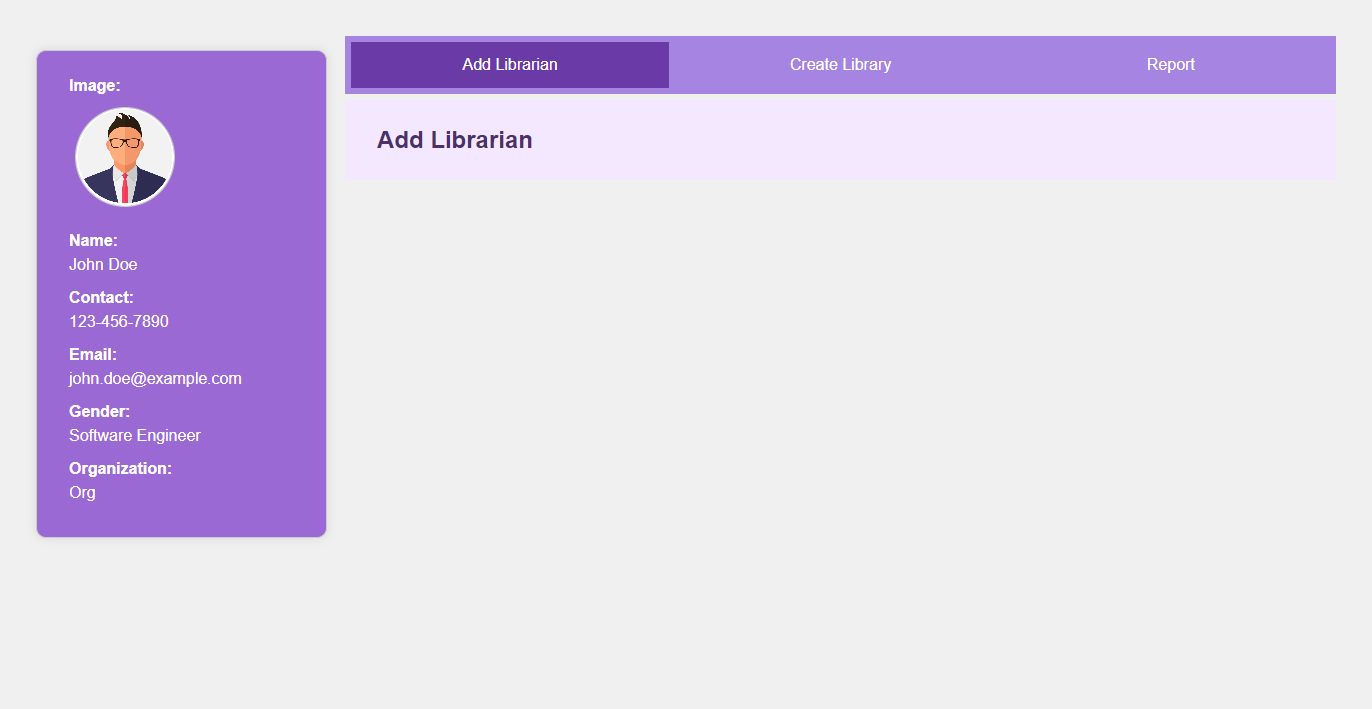 Image:
Name:
John Doe
Contact:
123-456-7890
Email:
john.doe@example.com
Gender:
Software Engineer
Organization:
Org
Add Librarian
Create Library
Report
Add Librarian